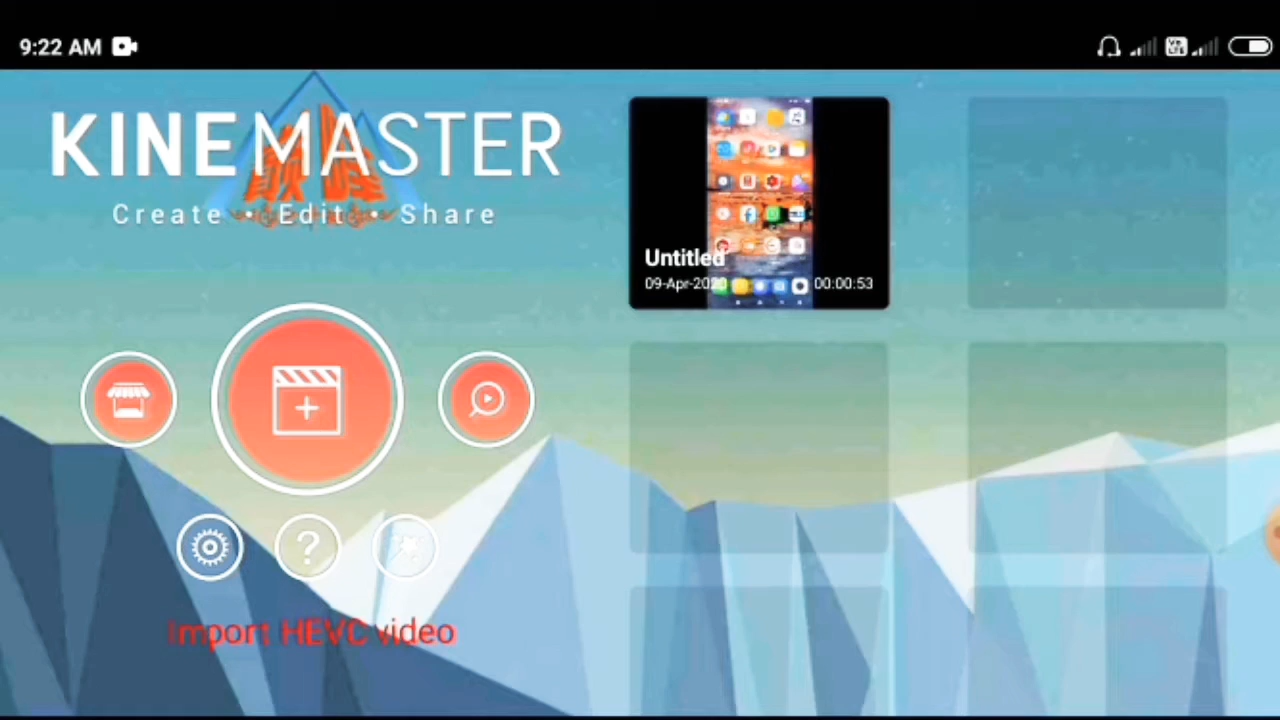 9:22 AM
KINEMASTER
Create • Edit • Share
Untitled
09-Apr-2020 00:00:53
Import HEVC video